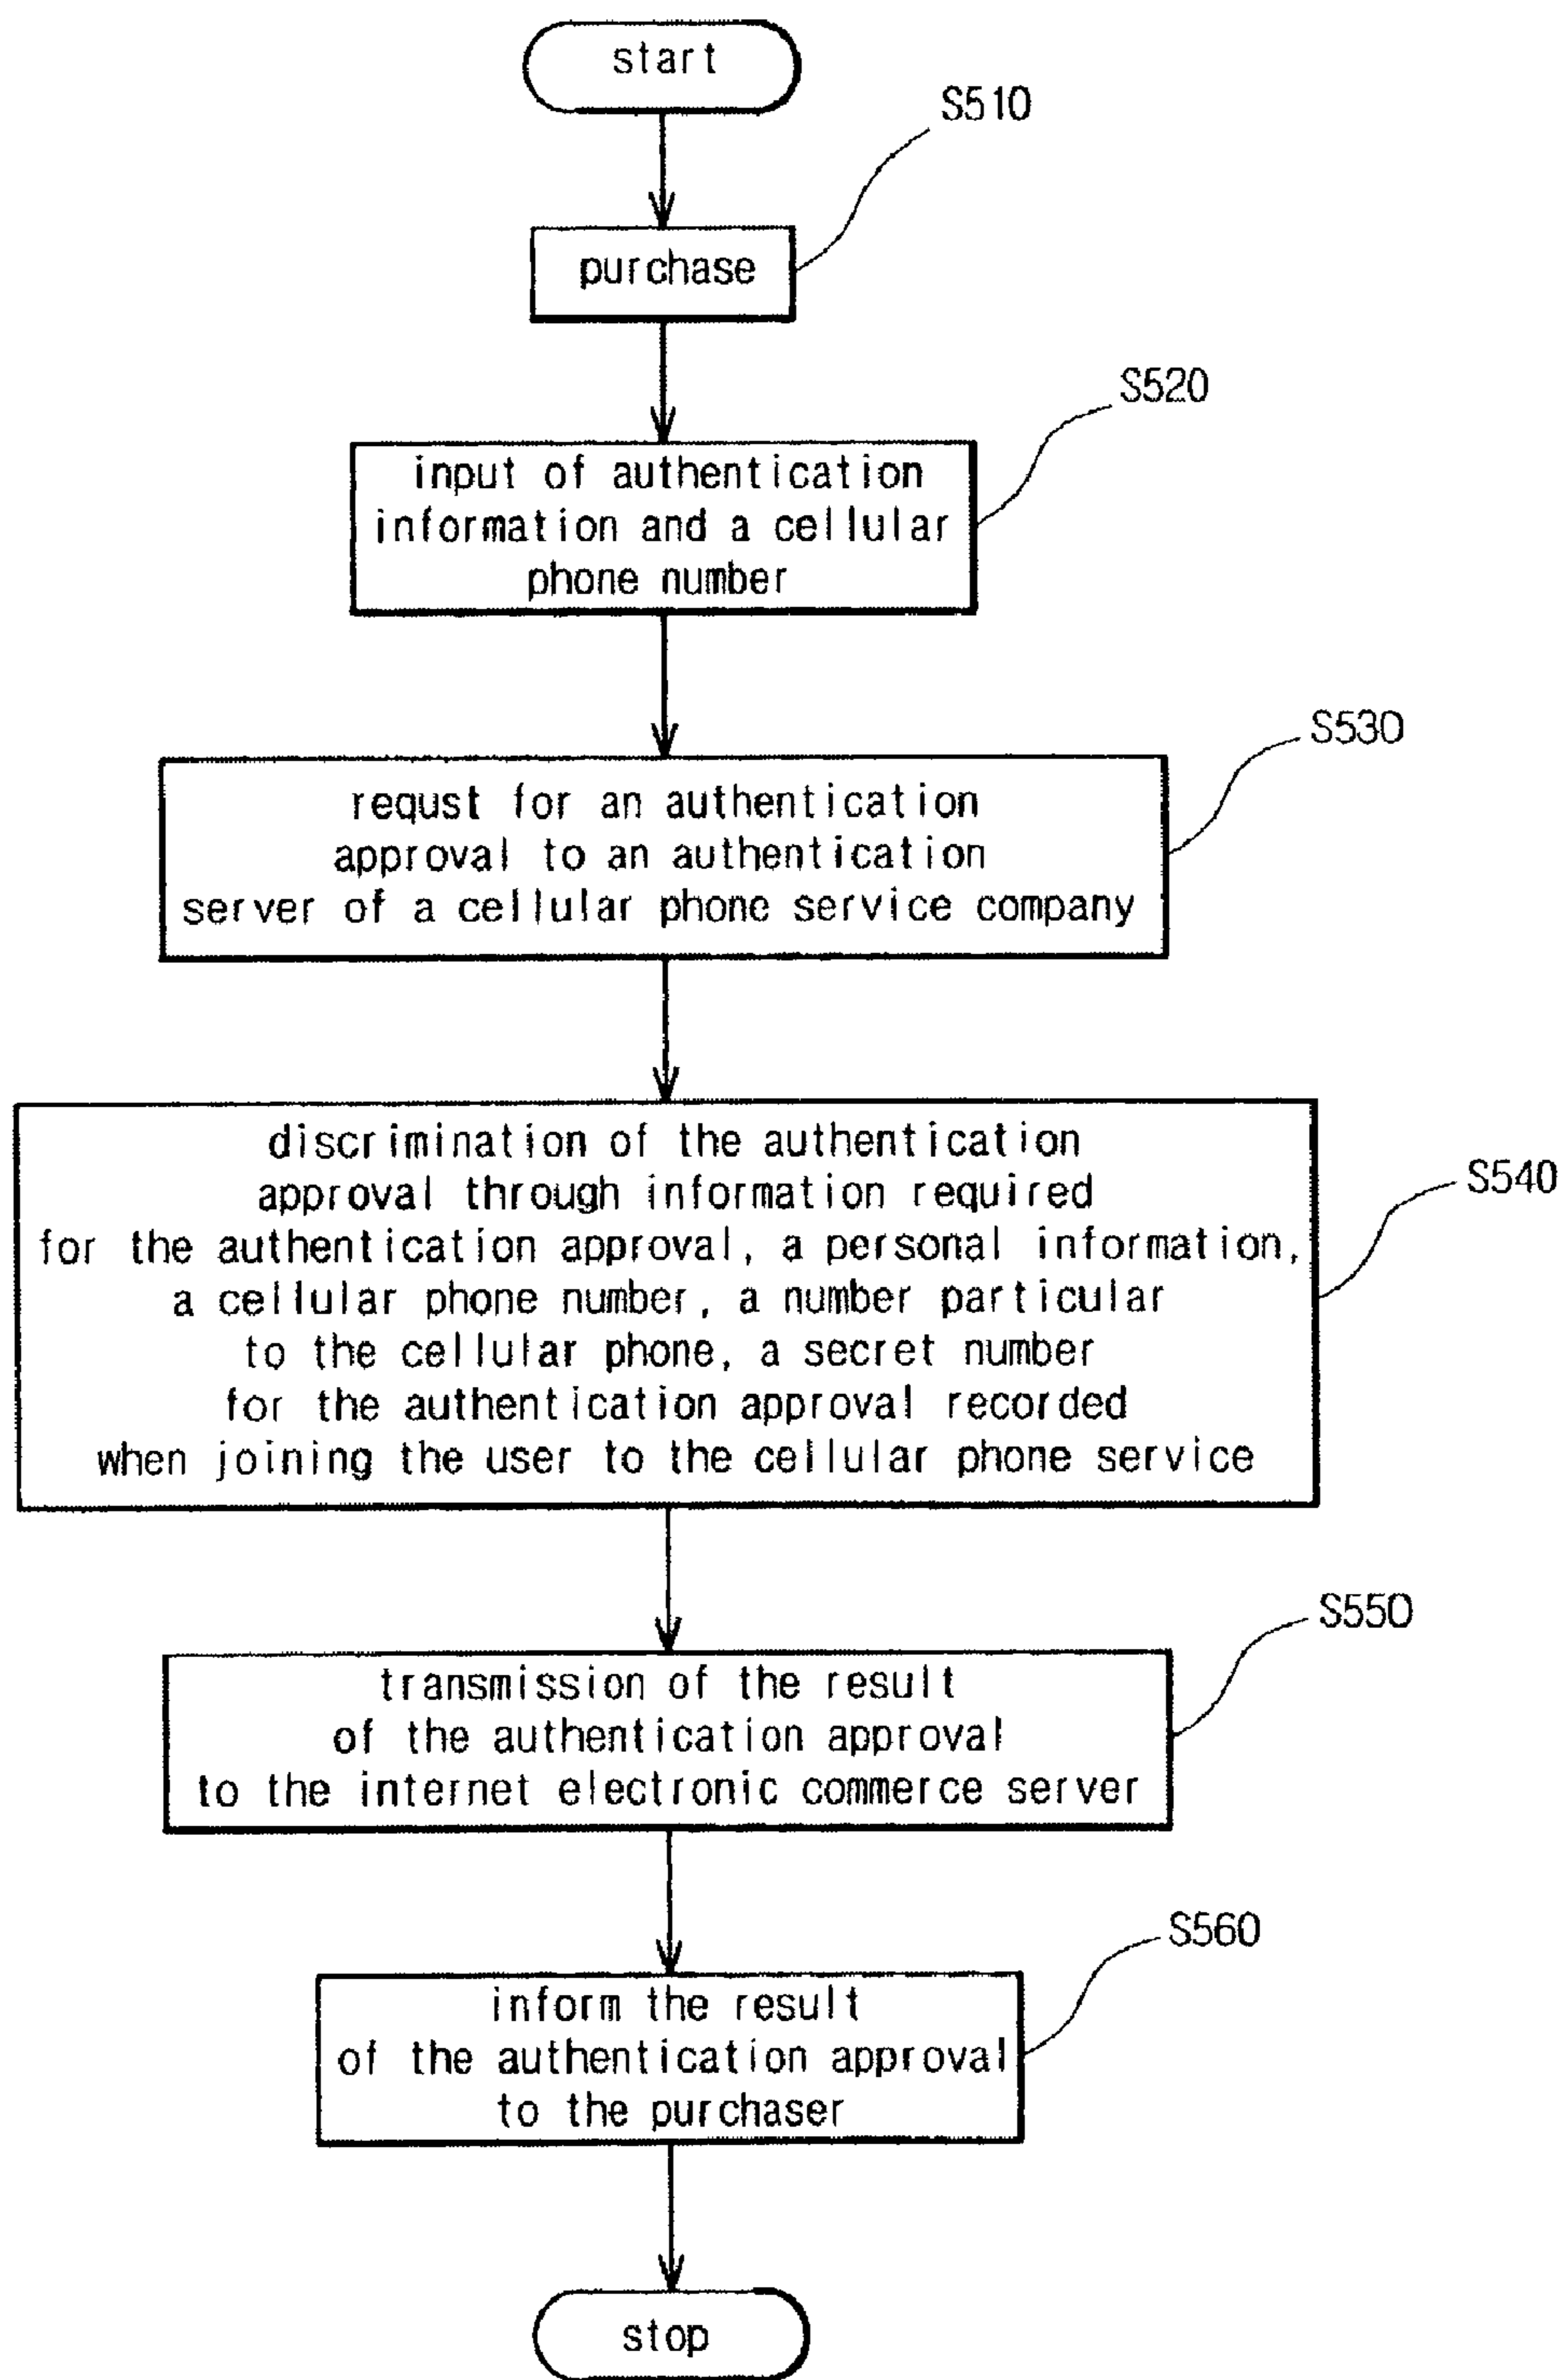 start
S510
purchase
S520
input of authentication
information and a cellular
phone number
S530
requst for an authentication
approval to an authentication
server of a cellular phone service company
S540
discrimination of the authentication
approval through information required
for the authentication approval, a personal information,
a cellular phone number, a number particular
to the cellular phone, a secret number
for the authentication approval recorded
when joining the user to the cellular phone service
S550
transmission of the result
of the authentication approval
to the internet electronic commerce server
S560
inform the result
of the authentication approval
to the purchaser
stop